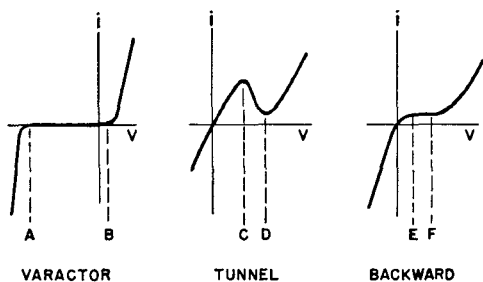 i i i
V V V
A B C D E F
VARACTOR TUNNEL BACKWARD